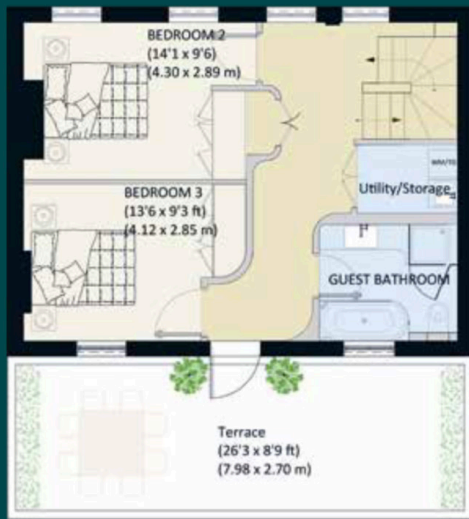 BEDROOM 2
(14'1 x 9'6)
(4.30 x 2.89 m)
BEDROOM 3
(13'6 x 9'3 ft)
(4.12 x 2.85 m)
Utility/Storage
GUEST BATHROOM
Terrace
(26'3 x 8'9 ft)
(7.98 x 2.70 m)